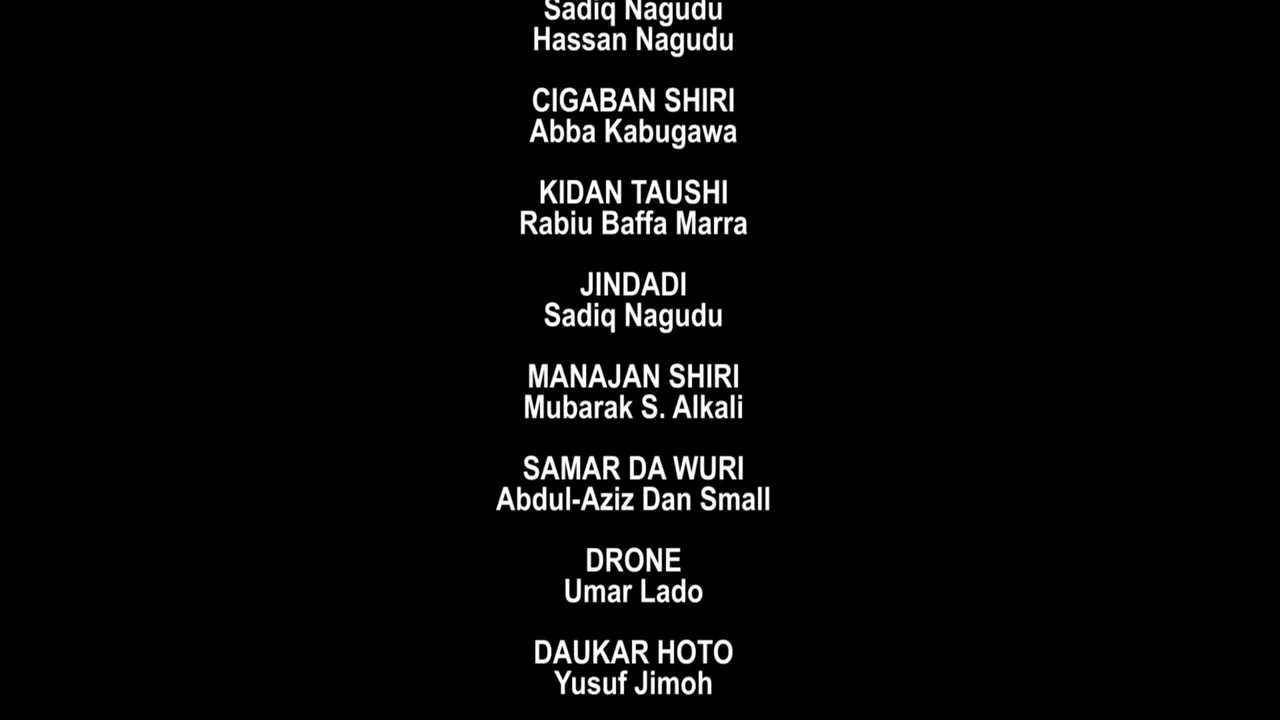 Sadiq Nagudu
Hassan Nagudu
CIGABAN SHIRI
Abba Kabugawa
KIDAN TAUSHI
Rabiu Baffa Marra
JINDADI
Sadiq Nagudu
MANAJAN SHIRI
Mubarak S. Alkali
SAMAR DA WURI
Abdul-Aziz Dan Small
DRONE
Umar Lado
DAUKAR HOTO
Yusuf Jimoh